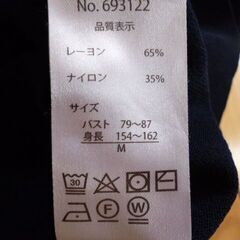 No. 693122
品質表示
レーヨン 65%
ナイロン 35%
サイズ
バスト 79～87
身長 154～162
M
30
F W